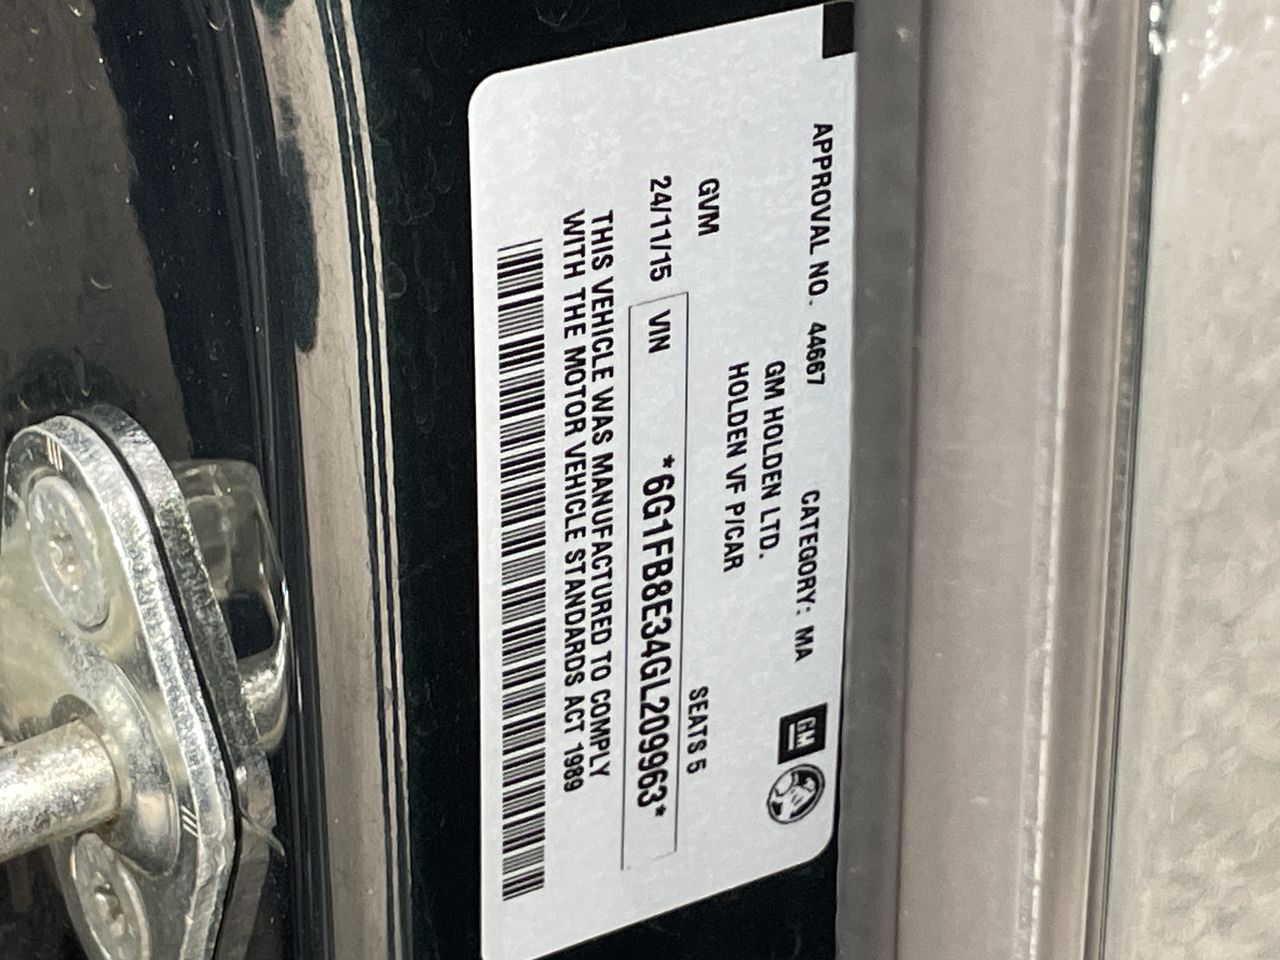 APPROVAL NO. 44667 CATEGORY: MA GM
GM HOLDEN LTD.
HOLDEN VF P/CAR
GVM SEATS 5
24/11/15 VIN *6G1FB8E34GL209963*
THIS VEHICLE WAS MANUFACTURED TO COMPLY
WITH THE MOTOR VEHICLE STANDARDS ACT 1989